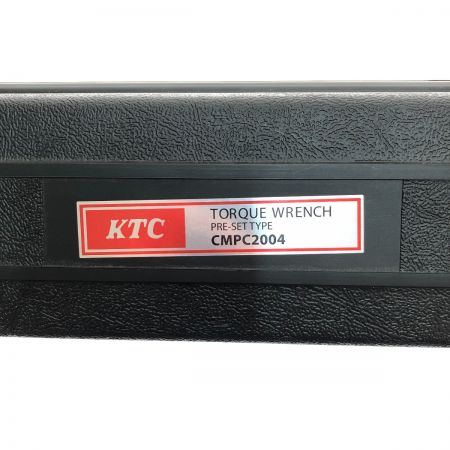 KTC
TORQUE WRENCH
PRE-SET TYPE
CMPC2004